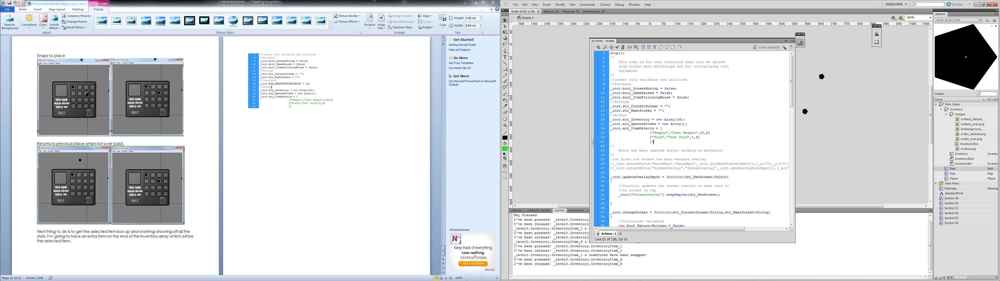 Development.docx - Microsoft Word Starter
Picture Tools
File Home Insert Page Layout Mailings Format
Remove Background
Corrections
Color
Artistic Effects
Compress Pictures
Change Picture
Reset Picture
Adjust
Picture Styles
Picture Border
Picture Effects
Position
Wrap Text
Bring Forward
Send Backward
Selection Pane
Align
Group
Rotate
Arrange
Crop
Height: 5.58 cm
Width: 8.84 cm
Size
Snaps to place
Build-17-02-12.swf
File View Control Debug
ITEM NAME
HEALTH 000/000
EFFECT +000
BACK
Returns to previous place when not over a slot.
Next thing to do is to get the selected item box up and working; showing off all the
stats. I'm going to have an extra item on the end of the Inventory array which will be
the selected item.
7 //create root variables and initilise
8 //Booleans
9 _root.bool_ScreenMoving = false;
10 _root.bool_GamePaused = false;
11 _root.bool_ItemFollowingMouse = false;
12 //Strings
13 _root.str_CurrentScreen = "";
14 _root.str_NextScreen = "";
15 //Constants
16 _root.NUM_MAXINVENTORYSPACE = 16;
17 //Arrays
18 _root.ary_Inventory = new Array(16);
19 _root.ary_SpawnedItems = new Array();
20 _root.ary_ItemDetails = [
21 ["Weapon","Test Weapon",10,2]
22 ["Food","Test Food",1,3]
23 ];
Get Started
Getting Started Guide
Help and Support
Do More
Get Free Templates
Download Clip Art
Get More
Get Microsoft PowerPoint or Microsoft
Outlook
Advertisement
Keep track of everything.
Lose nothing.
OneNote Mobile.
See it in action
Microsoft
Page: 32 of 32 Words: 2,546
100%
File Edit View Insert Modify Text Commands Control Debug Window Help
DEVELOPER
CS Live
Build-18-02-12.fla Item.as Player.as Inventory.as
Scene 1
100%
ACTIONS - FRAME
Code Snippets
1 stop();
2 /*
3 This code is for root functions that will be called
4 from within menu movieclips and for initialising root
5 variables
6 */
7 //create root variables and initilise
8 //Booleans
9 _root.bool_ScreenMoving = false;
10 _root.bool_GamePaused = false;
11 _root.bool_ItemFollowingMouse = false;
12 //Strings
13 _root.str_CurrentScreen = "";
14 _root.str_NextScreen = "";
15 //Arrays
16 _root.ary_Inventory = new Array(16);
17 _root.ary_SpawnedItems = new Array();
18 _root.ary_ItemDetails = [
19 ["Weapon","Test Weapon",10,2]
20 ["Food","Test Food",1,3]
21 ];
22 /*
23 Below has been removed whilst working on mechanics
24 */
25 //on first run attach the main menuand overlay
26 //_root.attachMovie("MainMenu","MainMenu",_root.getNextHighestDepth(),{_x:275,_y:275})
27 //_root.attachMovie("ScreenOverlay","ScreenOverlay",_root.getNextHighestDepth(),{_x:27
28
29 _root.updateOverlayDepth = function(obj_NewScreen:Object)
30 {
31 //function updates the screen overlay to make sure it
32 //is always on top
33 _root["ScreenOverlay"].swapDepths(obj_NewScreen);
34
35 }
36
37 _root.changeScreen = function(str_CurrentScreen:String,str_NextScreen:String)
38 {
39 //initialise variables
40 var bool_Return:Boolean = false;
Actions : 1
Line 21 of 126, Col 10
TIMELINE COMPILER ERRORS OUTPUT PROPERTIES
Key Pressed
I've been pressed! _level0.Inventory
I've been release! _level0.Inventory
I've been release! _level0.Inventory
_level0.Inventory.InventoryItem_1 &
I've been pressed! _level0.Inventory
I've been release! _level0.Inventory
_level0.Inventory.InventoryItem_6 &
I've been pressed! _level0.Inventory.InventoryItem_1
I've been release! _level0.Inventory.InventoryItem_1
_level0.Inventory.InventoryItem_1 & undefined Have been swapped!
I've been pressed! _level0.Inventory.InventoryItem_6
I've been release! _level0.Inventory.InventoryItem_6
LIBRARY
Build-18-02-12.fla
74 items
Name AS Linka
Main Game
Inventory
Images
invBack_default....
invBack_over.png
InvBackground....
invBin_default.png
invBin_over.png
InventorySlot
invSlot.png
Inventory Invento
InventoryBack
InventoryBin Invento
Item Item
Map Map
Player Player
Main Menu
Message Messag
StandardFont
Symbol 48
Symbol 50
Symbol 51
Symbol 52
Symbol 53
Symbol 54